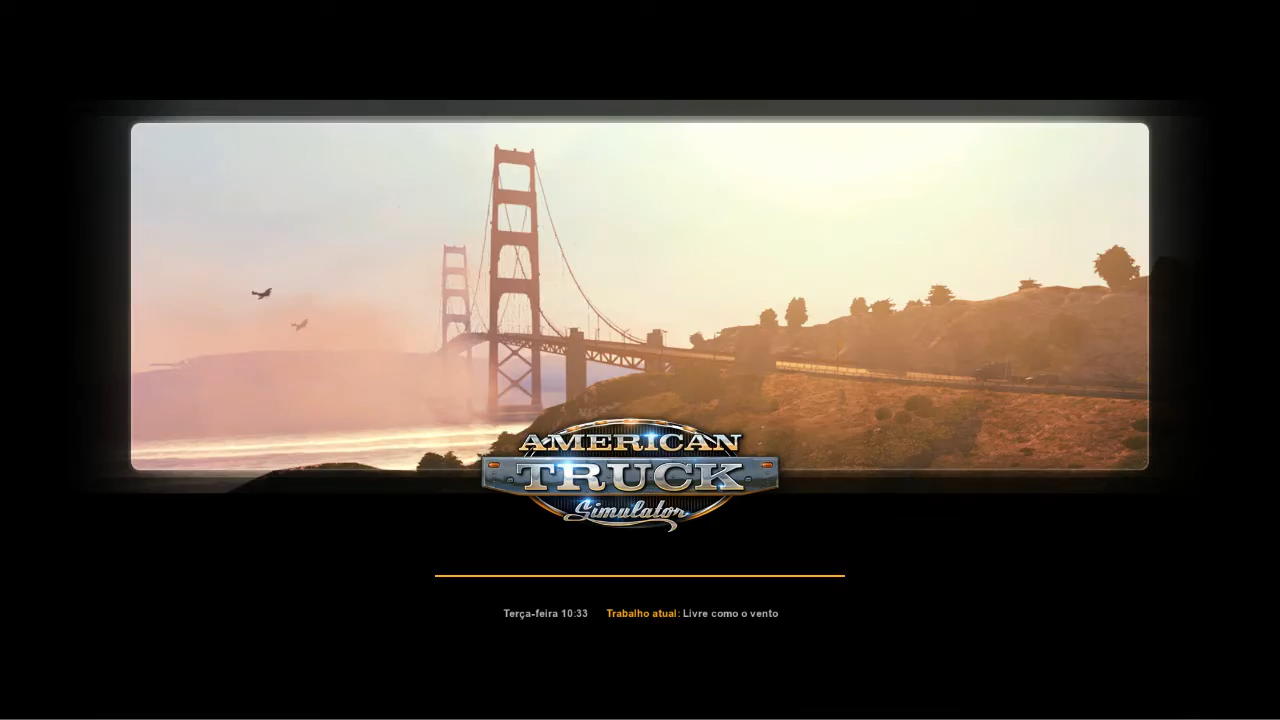 AMERICAN
TRUCK
Simulator
Terça-feira 10:33 Trabalho atual: Livre como o vento